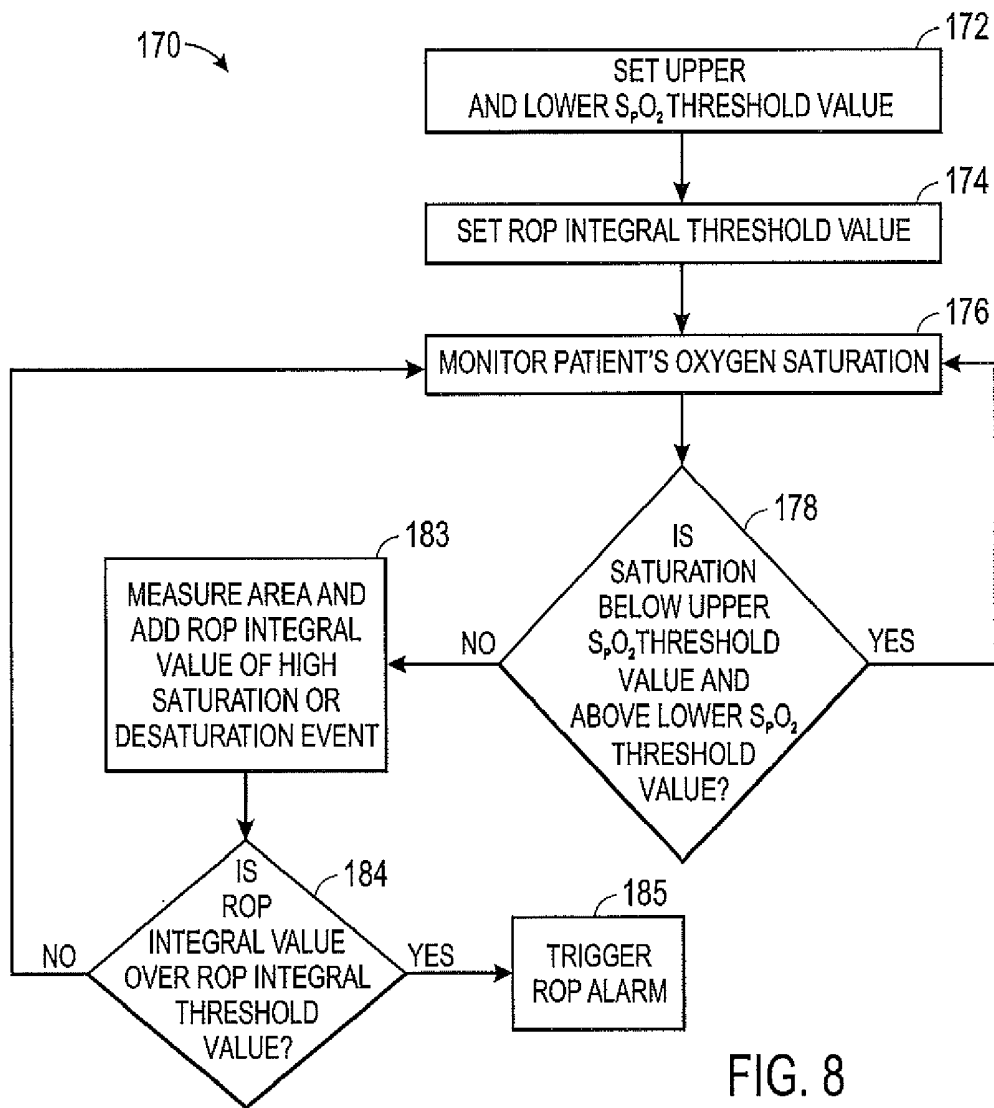 170
172
SET UPPER
AND LOWER SₚO₂ THRESHOLD VALUE
174
SET ROP INTEGRAL THRESHOLD VALUE
176
MONITOR PATIENT'S OXYGEN SATURATION
178
IS
SATURATION
BELOW UPPER
SₚO₂ THRESHOLD
VALUE AND
ABOVE LOWER SₚO₂
THRESHOLD
VALUE?
NO
YES
183
MEASURE AREA AND
ADD ROP INTEGRAL
VALUE OF HIGH
SATURATION OR
DESATURATION EVENT
184
IS
ROP
INTEGRAL VALUE
OVER ROP INTEGRAL
THRESHOLD
VALUE?
NO
YES
185
TRIGGER
ROP ALARM
FIG. 8